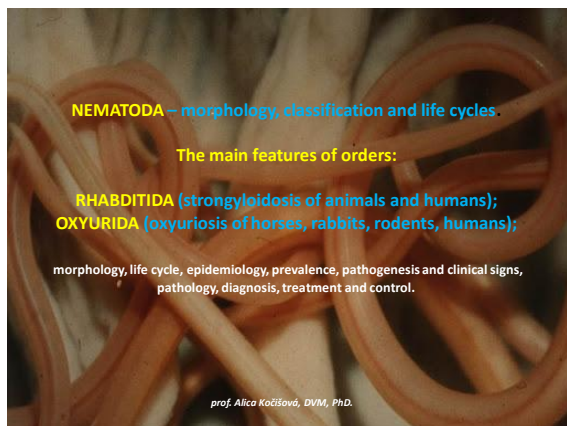 NEMATODA – morphology, classification and life cycles.
The main features of orders:
RHABDITIDA (strongyloidosis of animals and humans);
OXYURIDA (oxyuriosis of horses, rabbits, rodents, humans);
morphology, life cycle, epidemiology, prevalence, pathogenesis and clinical signs,
pathology, diagnosis, treatment and control.
prof. Alica Kočišová, DVM, PhD.